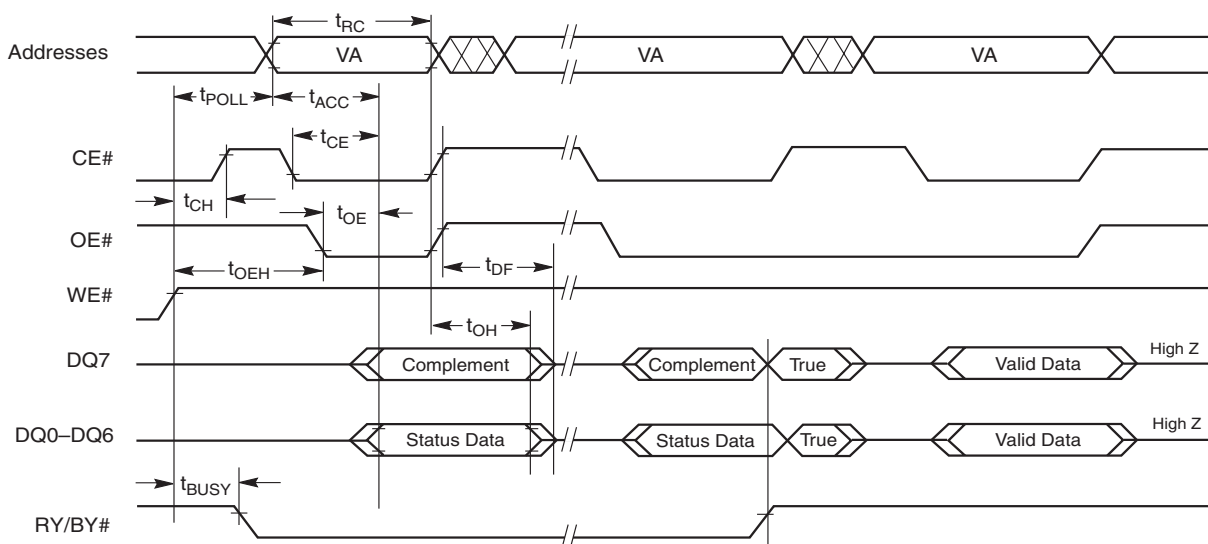 tRC
Addresses VA VA VA
tPOLL tACC
tCE
CE#
tCH tOE
OE#
tOEH tDF
WE#
tOH
DQ7 Complement Complement True Valid Data High Z
DQ0–DQ6 Status Data Status Data True Valid Data High Z
tBUSY
RY/BY#